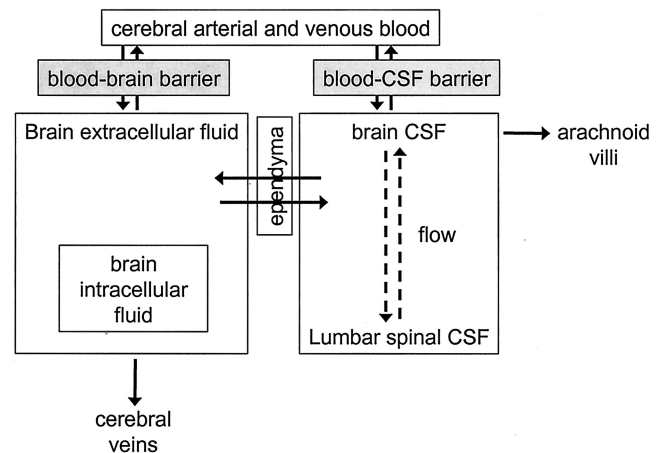 cerebral arterial and venous blood
blood-brain barrier
blood-CSF barrier
Brain extracellular fluid
ependyma
brain CSF
arachnoid
villi
flow
brain
intracellular
fluid
Lumbar spinal CSF
cerebral
veins